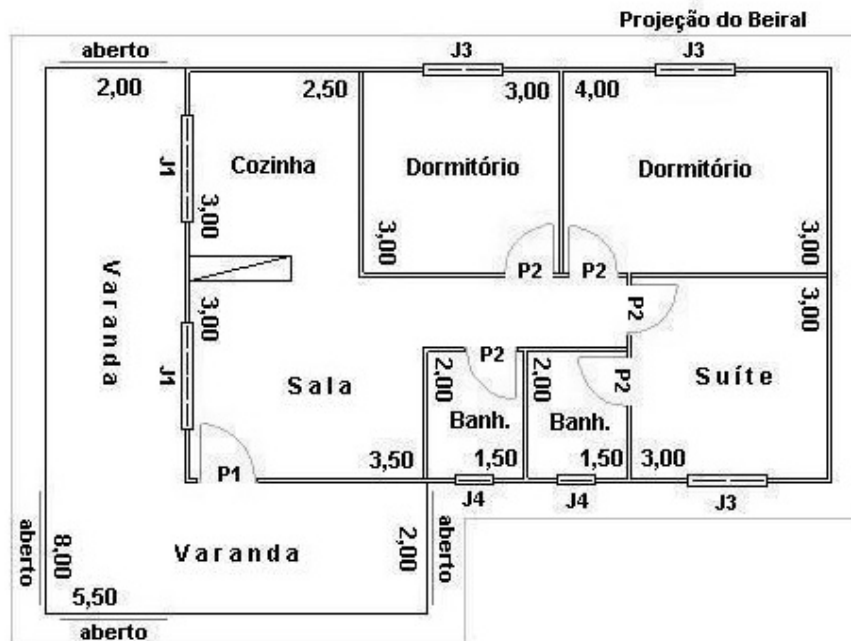 Projeção do Beiral
aberto
J3
J3
2,00
2,50
3,00
4,00
J1
Cozinha
Dormitório
Dormitório
3,00
3,00
3,00
P2
P2
Varanda
3,00
P2
3,00
J1
Sala
P2
2,00
2,00
P2
Suíte
Banh.
Banh.
P1
3,50
1,50
1,50
3,00
J4
J4
J3
aberto
8,00
Varanda
2,00
aberto
5,50
aberto